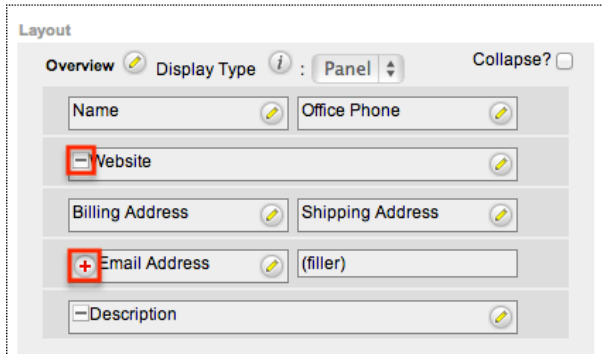 Layout
Overview Display Type i : Panel Collapse?
Name Office Phone
Website
Billing Address Shipping Address
Email Address (filler)
Description